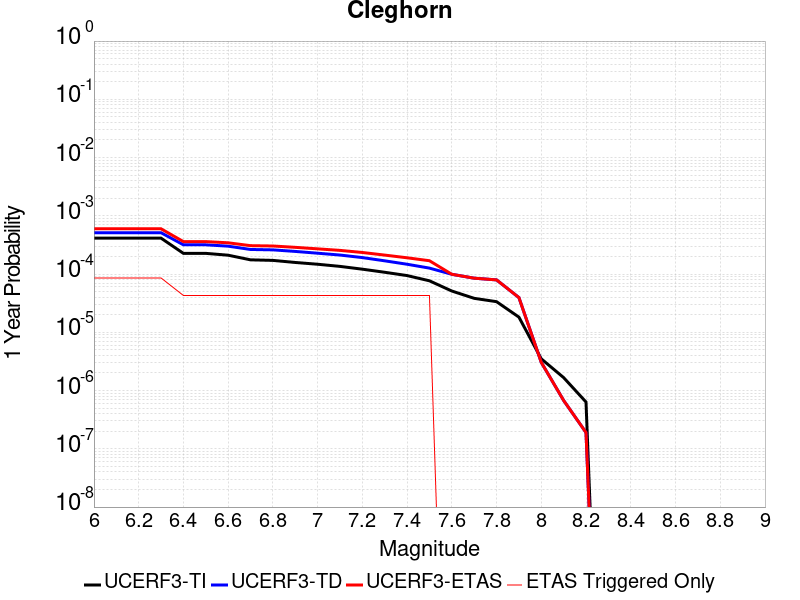 Cleghorn
10^0
10^-1
10^-2
10^-3
10^-4
10^-5
10^-6
10^-7
10^-8
1 Year Probability
6 6.2 6.4 6.6 6.8 7 7.2 7.4 7.6 7.8 8 8.2 8.4 8.6 8.8 9
Magnitude
UCERF3-TI UCERF3-TD UCERF3-ETAS ETAS Triggered Only